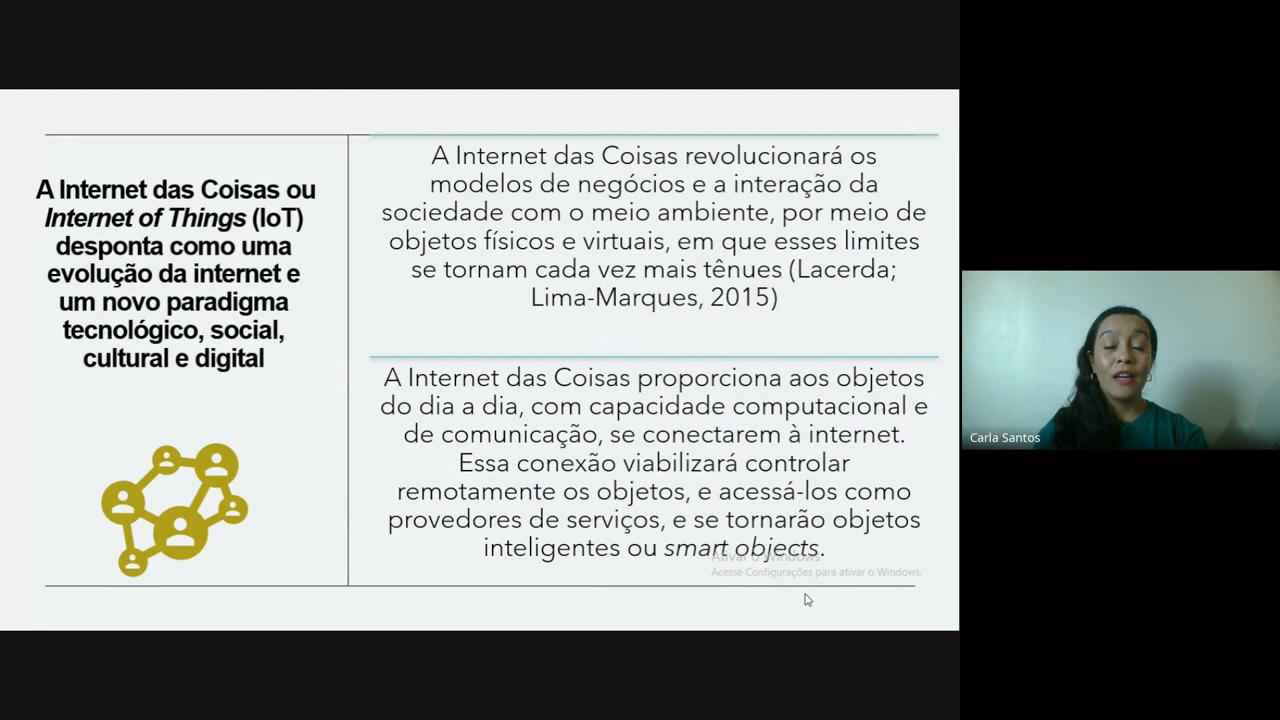 A Internet das Coisas ou
Internet of Things (IoT)
desponta como uma
evolução da internet e
um novo paradigma
tecnológico, social,
cultural e digital
A Internet das Coisas revolucionará os
modelos de negócios e a interação da
sociedade com o meio ambiente, por meio de
objetos físicos e virtuais, em que esses limites
se tornam cada vez mais tênues (Lacerda;
Lima-Marques, 2015)
A Internet das Coisas proporciona aos objetos
do dia a dia, com capacidade computacional e
de comunicação, se conectarem à internet.
Essa conexão viabilizará controlar
remotamente os objetos, e acessá-los como
provedores de serviços, e se tornarão objetos
inteligentes ou smart objects.
Ativar o Windows
Acesse Configurações para ativar o Windows.
Carla Santos